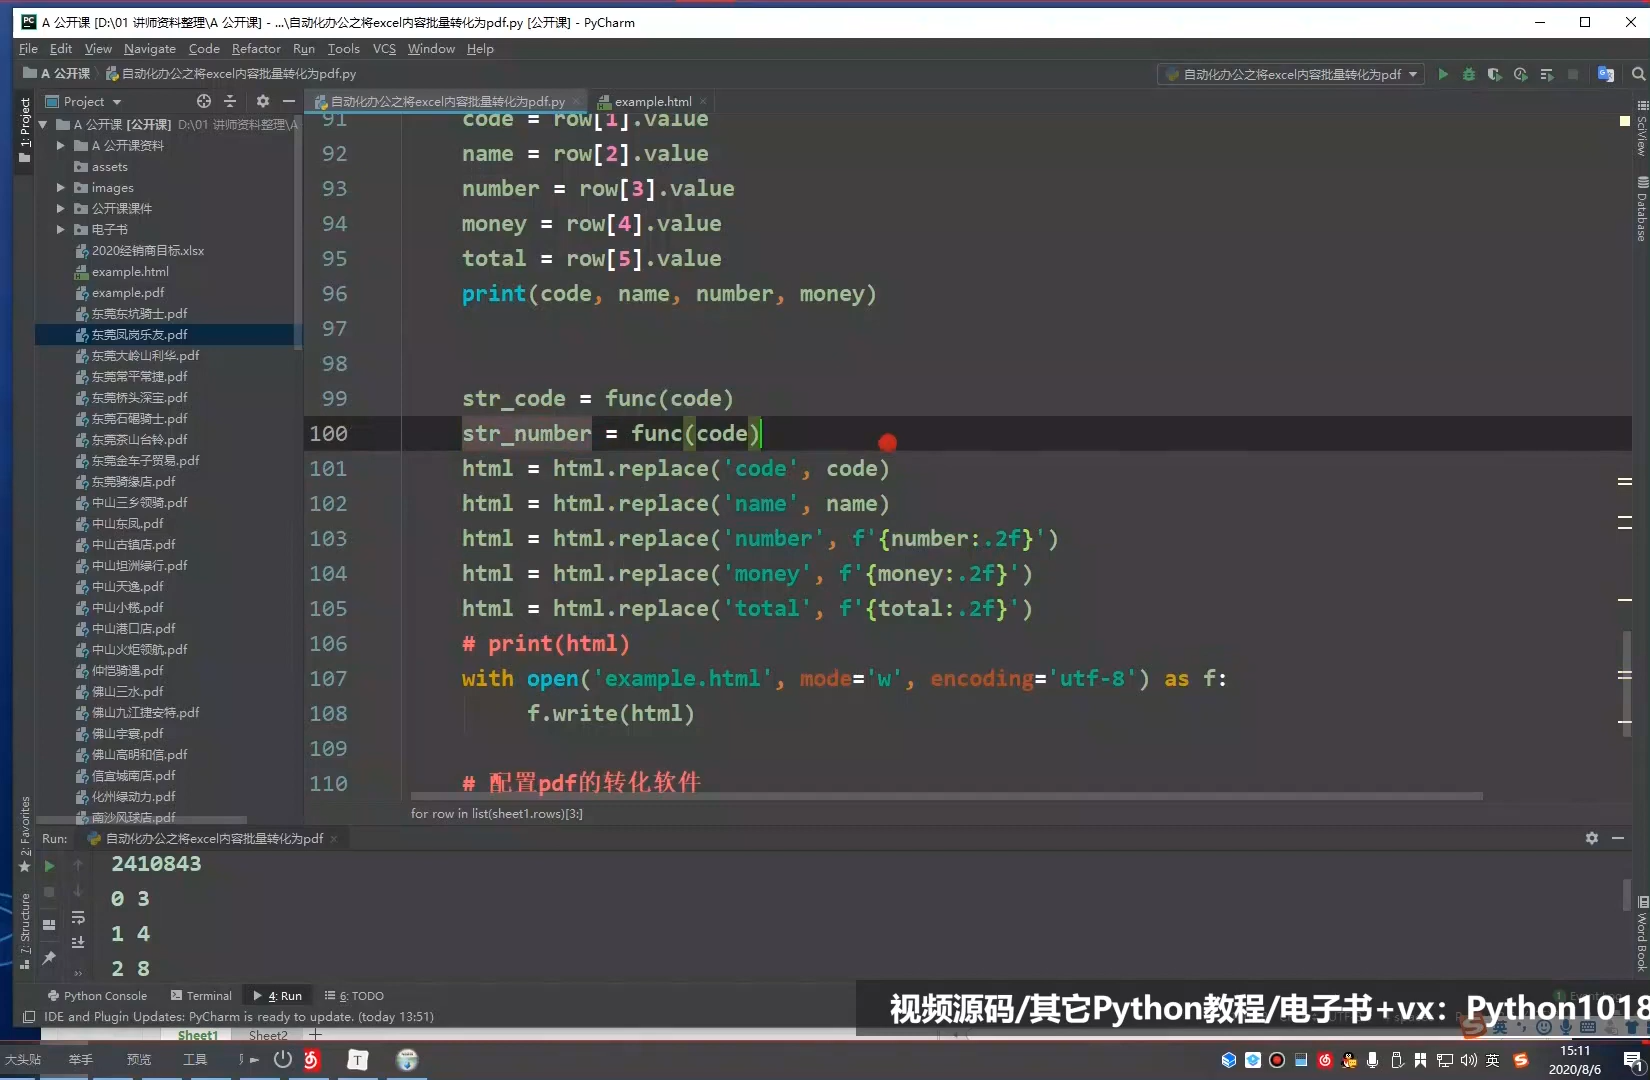 A 公开课 [D:\01 讲师资料整理\A 公开课] - ...\自动化办公之将excel内容批量转化为pdf.py [公开课] - PyCharm
File Edit View Navigate Code Refactor Run Tools VCS Window Help
A 公开课 自动化办公之将excel内容批量转化为pdf.py
自动化办公之将excel内容批量转化为pdf
1: Project
Project
自动化办公之将excel内容批量转化为pdf.py
example.html
A 公开课 [公开课] D:\01 讲师资料整理\A
A 公开课资料
assets
images
公开课课件
电子书
2020经销商目标.xlsx
example.html
example.pdf
东莞东坑骑士.pdf
东莞凤岗乐友.pdf
东莞大岭山利华.pdf
东莞常平常捷.pdf
东莞桥头深宝.pdf
东莞石碣骑士.pdf
东莞茶山台铃.pdf
东莞金车子贸易.pdf
东莞骑缘店.pdf
中山三乡领骑.pdf
中山东凤.pdf
中山古镇店.pdf
中山坦洲绿行.pdf
中山天逸.pdf
中山小榄.pdf
中山港口店.pdf
中山火炬领航.pdf
仲恺骑遇.pdf
佛山三水.pdf
佛山九江捷安特.pdf
佛山宇寰.pdf
佛山高明和信.pdf
信宜城南店.pdf
化州绿动力.pdf
南沙风球店.pdf
91 code = row[1].value
92 name = row[2].value
93 number = row[3].value
94 money = row[4].value
95 total = row[5].value
96 print(code, name, number, money)
97
98
99 str_code = func(code)
100 str_number = func(code)
101 html = html.replace('code', code)
102 html = html.replace('name', name)
103 html = html.replace('number', f'{number:.2f}')
104 html = html.replace('money', f'{money:.2f}')
105 html = html.replace('total', f'{total:.2f}')
106 # print(html)
107 with open('example.html', mode='w', encoding='utf-8') as f:
108 f.write(html)
109
110 # 配置pdf的转化软件
for row in list(sheet1.rows)[3:]
SciView
Database
Word Book
2: Favorites
7: Structure
Run: 自动化办公之将excel内容批量转化为pdf
2410843
0 3
1 4
2 8
Python Console Terminal 4: Run 6: TODO
IDE and Plugin Updates: PyCharm is ready to update. (today 13:51)
视频源码/其它Python教程/电子书+vx：Python1018
Sheet1 Sheet2
大头贴 举手 预览 工具
英
15:11
2020/8/6